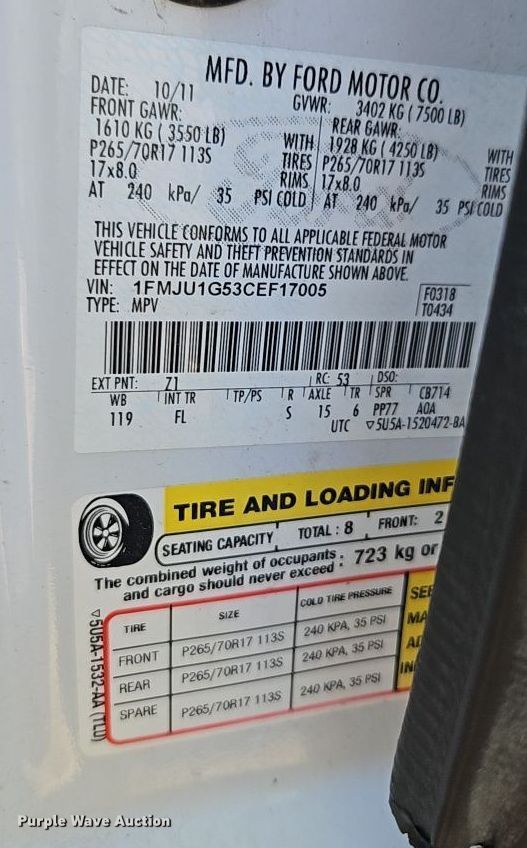 MFD. BY FORD MOTOR CO.
DATE: 10/11 GVWR: 3402 KG ( 7500 LB)
FRONT GAWR: REAR GAWR:
1610 KG ( 3550 LB) WITH 1928 KG ( 4250 LB) WITH
P265/70R17 113S TIRES P265/70R17 113S TIRES
17x8.0 RIMS 17x8.0 RIMS
AT 240 kPa/ 35 PSI COLD AT 240 kPa/ 35 PSI COLD
THIS VEHICLE CONFORMS TO ALL APPLICABLE FEDERAL MOTOR
VEHICLE SAFETY AND THEFT PREVENTION STANDARDS IN
EFFECT ON THE DATE OF MANUFACTURE SHOWN ABOVE.
VIN: 1FMJU1G53CEF17005 F0318
TYPE: MPV T0434
EXT PNT: Z1 RC: 53 DSO:
WB INT TR TP/PS R AXLE TR SPR CB714
119 FL S 15 6 PP77 AOA
UTC ▽5U5A-1520472-BA
TIRE AND LOADING INF
SEATING CAPACITY TOTAL: 8 FRONT: 2
The combined weight of occupants : 723 kg or
and cargo should never exceed :
TIRE SIZE COLD TIRE PRESSURE SEE
FRONT P265/70R17 113S 240 KPA, 35 PSI MA
REAR P265/70R17 113S 240 KPA, 35 PSI AD
SPARE P265/70R17 113S 240 KPA, 35 PSI IN
▽5U5A-1532-AA (TLD)
Purple Wave Auction